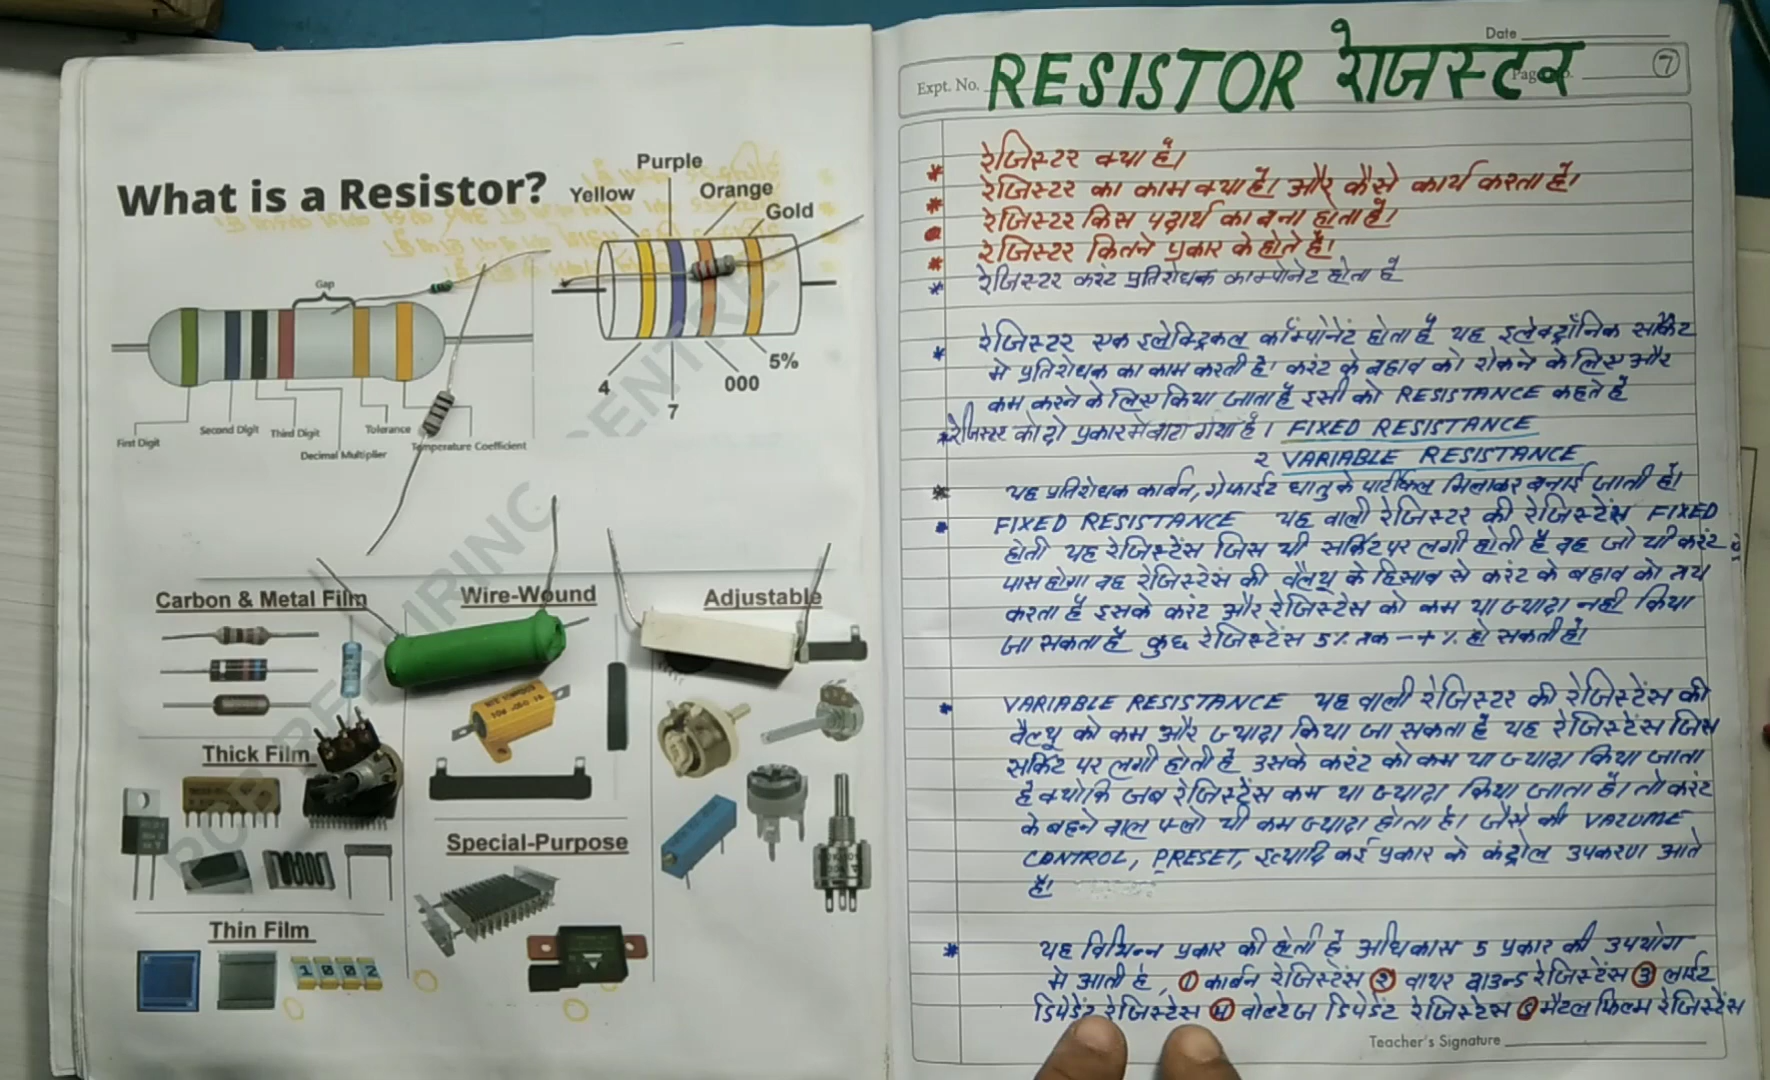 What is a Resistor?
Purple
Yellow
Orange
Gold
4
7
000
5%
Gap
First Digit
Second Digit
Third Digit
Decimal Multiplier
Tolerance
Temperature Coefficient
Carbon & Metal Film
Wire-Wound
Adjustable
Thick Film
Special-Purpose
Thin Film
1002
Date
Expt. No.
RESISTOR रेजिस्टर
7
* रेजिस्टर क्या है।
* रेजिस्टर का काम क्या है। और कैसे कार्य करता है।
रेजिस्टर किस पदार्थ का बना होता है।
* रेजिस्टर कितने प्रकार के होते है।
* रेजिस्टर करंट प्रतिरोधक काम्पोनेट होता है
* रेजिस्टर एक इलेक्ट्रिकल कॉम्पोनेंट होता है यह इलेक्ट्रॉनिक सर्किट
मे प्रतिरोधक का काम करती है। करंट के बहाव को रोकने के लिए और
कम करने के लिए किया जाता है इसी को RESISTANCE कहते है
* रेजिस्टर को दो प्रकार मे बाटा गया है। FIXED RESISTANCE
२ VARIABLE RESISTANCE
* यह प्रतिरोधक कार्बन, ग्रेफाईट धातु के पार्टीकल मिलाकर बनाई जाती है।
* FIXED RESISTANCE यह वाली रेजिस्टर की रेजिस्टेंस FIXED
होती यह रेजिस्टेंस जिस भी सर्किट पर लगी होती है वह जो भी करंट
पास होगा वह रेजिस्टेंस की वैल्यू के हिसाब से करंट के बहाव को तय
करता है इसके करंट और रेजिस्टेंस को कम या ज्यादा नही किया
जा सकता है कुछ रेजिस्टेंस 5% तक - + % हो सकती है।
* VARIABLE RESISTANCE यह वाली रेजिस्टर की रेजिस्टेंस की
वैल्यू को कम और ज्यादा किया जा सकता है यह रेजिस्टेंस जिस
सर्किट पर लगी होती है उसके करंट को कम या ज्यादा किया जाता
है क्योकि जब रेजिस्टेंस कम या ज्यादा किया जाता है। तो करंट
के बहने वाल फ्लो भी कम ज्यादा होता है। जैसे की VALUME
CONTROL, PRESET, इत्यादि कई प्रकार के कंट्रोल उपकरण आते
है।
* यह विभिन्न प्रकार की होती है अधिकास 5 प्रकार की उपयोग
मे आती है, 1 कार्बन रेजिस्टेंस २ वायर वाउन्ड रेजिस्टेंस 3 लाईट
डिपेडेंट रेजिस्टेंस 4 वोल्टेज डिपेडेंट रेजिस्टेंस 5 मैटल फिल्म रेजिस्टेंस
Teacher's Signature